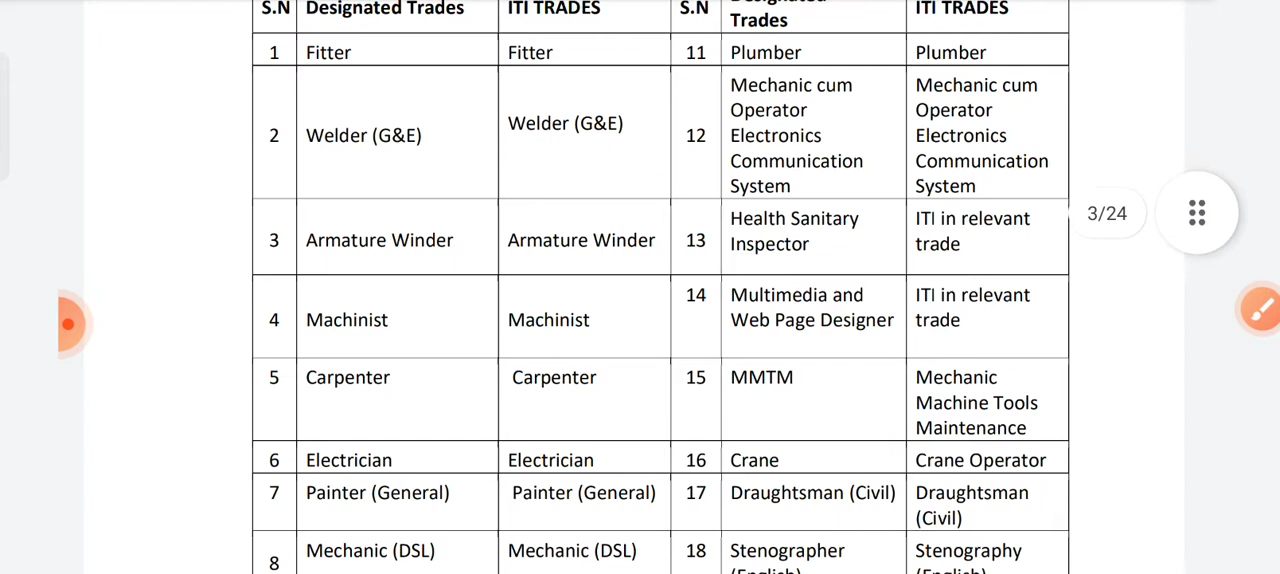 S.N Designated Trades ITI TRADES S.N Designated Trades ITI TRADES
1 Fitter Fitter 11 Plumber Plumber
2 Welder (G&E) Welder (G&E) 12 Mechanic cum Operator Electronics Communication System Mechanic cum Operator Electronics Communication System
3 Armature Winder Armature Winder 13 Health Sanitary Inspector ITI in relevant trade
4 Machinist Machinist 14 Multimedia and Web Page Designer ITI in relevant trade
5 Carpenter Carpenter 15 MMTM Mechanic Machine Tools Maintenance
6 Electrician Electrician 16 Crane Crane Operator
7 Painter (General) Painter (General) 17 Draughtsman (Civil) Draughtsman (Civil)
8 Mechanic (DSL) Mechanic (DSL) 18 Stenographer (English) Stenography (English)
3/24